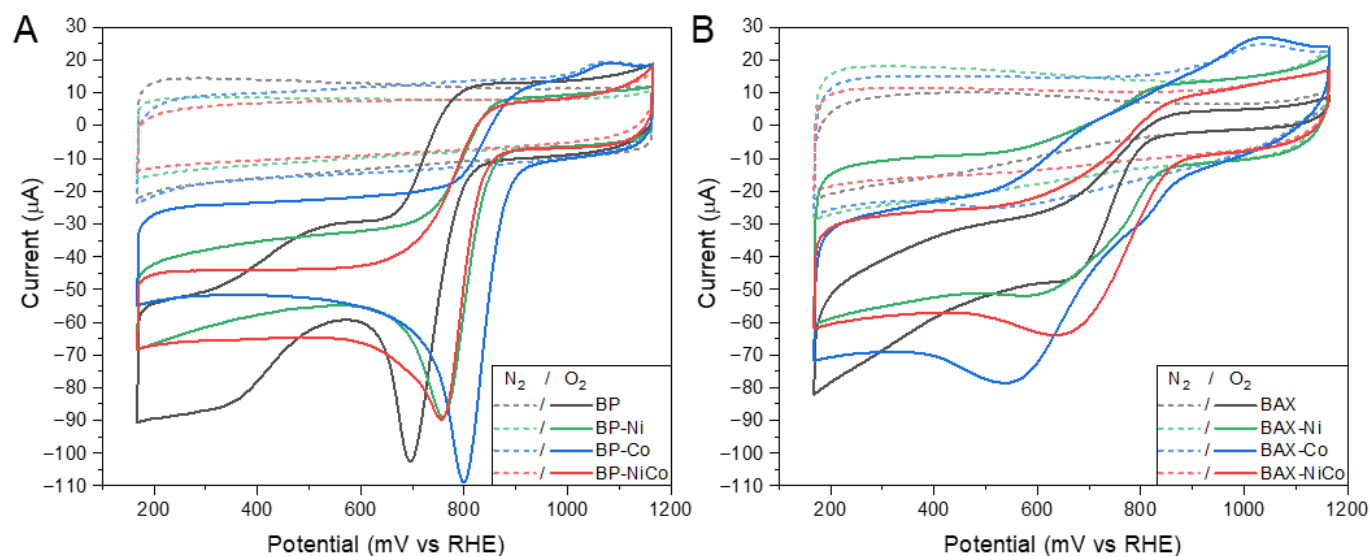 A
30
20
10
0
−10
−20
−30
−40
−50
−60
−70
−80
−90
−100
−110
Current (μA)
200 400 600 800 1000 1200
Potential (mV vs RHE)
N₂ / O₂
/ BP
/ BP-Ni
/ BP-Co
/ BP-NiCo
B
30
20
10
0
−10
−20
−30
−40
−50
−60
−70
−80
−90
−100
−110
Current (μA)
200 400 600 800 1000 1200
Potential (mV vs RHE)
N₂ / O₂
/ BAX
/ BAX-Ni
/ BAX-Co
/ BAX-NiCo